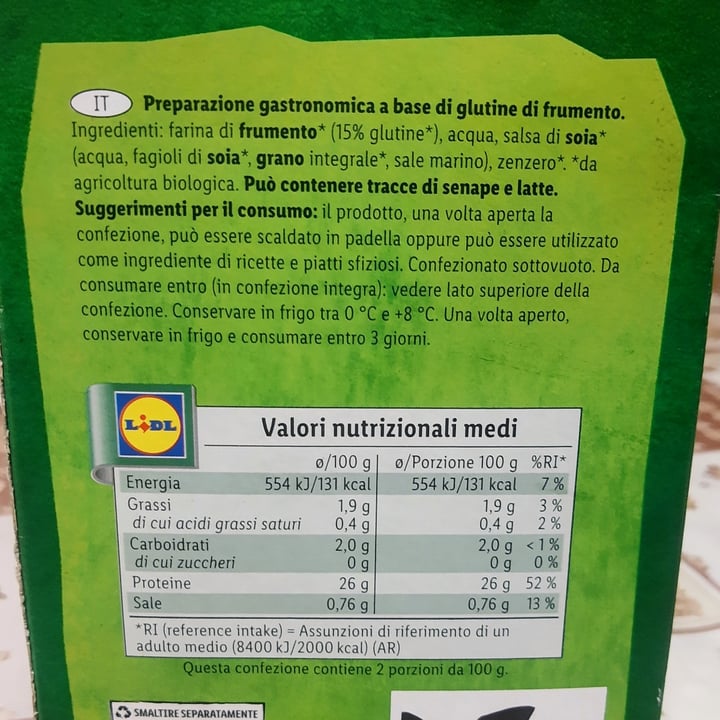 IT Preparazione gastronomica a base di glutine di frumento.
Ingredienti: farina di frumento* (15% glutine*), acqua, salsa di soia*
(acqua, fagioli di soia*, grano integrale*, sale marino), zenzero*. *da
agricoltura biologica. Può contenere tracce di senape e latte.
Suggerimenti per il consumo: il prodotto, una volta aperta la
confezione, può essere scaldato in padella oppure può essere utilizzato
come ingrediente di ricette e piatti sfiziosi. Confezionato sottovuoto. Da
consumare entro (in confezione integra): vedere lato superiore della
confezione. Conservare in frigo tra 0 °C e +8 °C. Una volta aperto,
conservare in frigo e consumare entro 3 giorni.
LIDL
Valori nutrizionali medi
ø/100 g ø/Porzione 100 g %RI*
Energia 554 kJ/131 kcal 554 kJ/131 kcal 7 %
Grassi 1,9 g 1,9 g 3 %
di cui acidi grassi saturi 0,4 g 0,4 g 2 %
Carboidrati 2,0 g 2,0 g <1 %
di cui zuccheri 0 g 0 g 0 %
Proteine 26 g 26 g 52 %
Sale 0,76 g 0,76 g 13 %
*RI (reference intake) = Assunzioni di riferimento di un
adulto medio (8400 kJ/2000 kcal) (AR)
Questa confezione contiene 2 porzioni da 100 g.
SMALTIRE SEPARATAMENTE